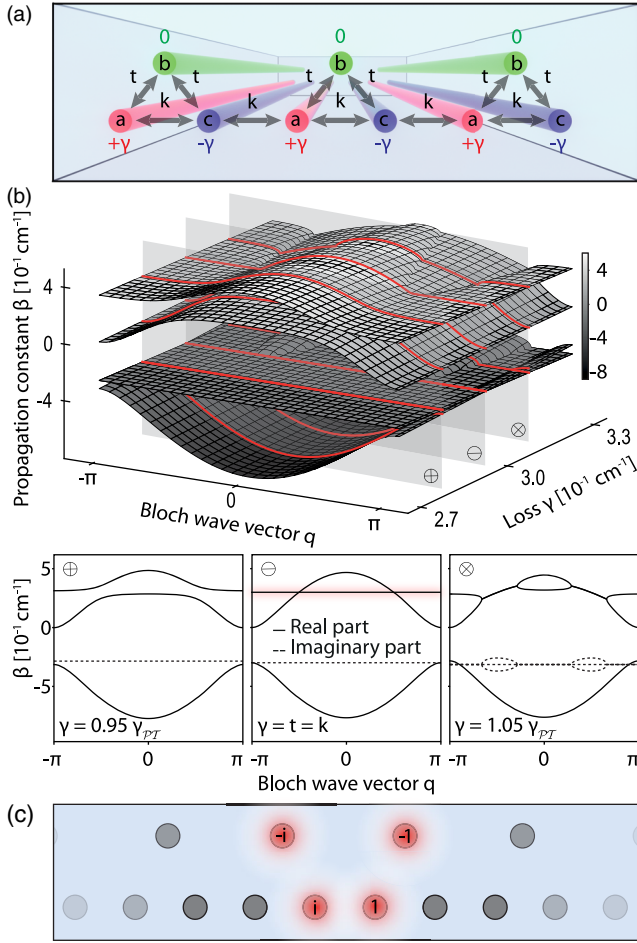 (a)
0 0 0
b b b
t t t t t t
k k k k k
a c a c a c
+γ -γ +γ -γ +γ -γ
(b)
Propagation constant β [10⁻¹ cm⁻¹]
4
0
-4
4
0
-4
-8
⊕ ⊖ ⊗
-π 0 π
Bloch wave vector q
2.7 3.0 3.3
Loss γ [10⁻¹ cm⁻¹]
β [10⁻¹ cm⁻¹]
5
0
-5
⊕ ⊖ ⊗
— Real part
--- Imaginary part
γ = 0.95 γ_PT γ = t = k γ = 1.05 γ_PT
-π 0 π -π 0 π -π 0 π
Bloch wave vector q
(c)
-i -1
i 1